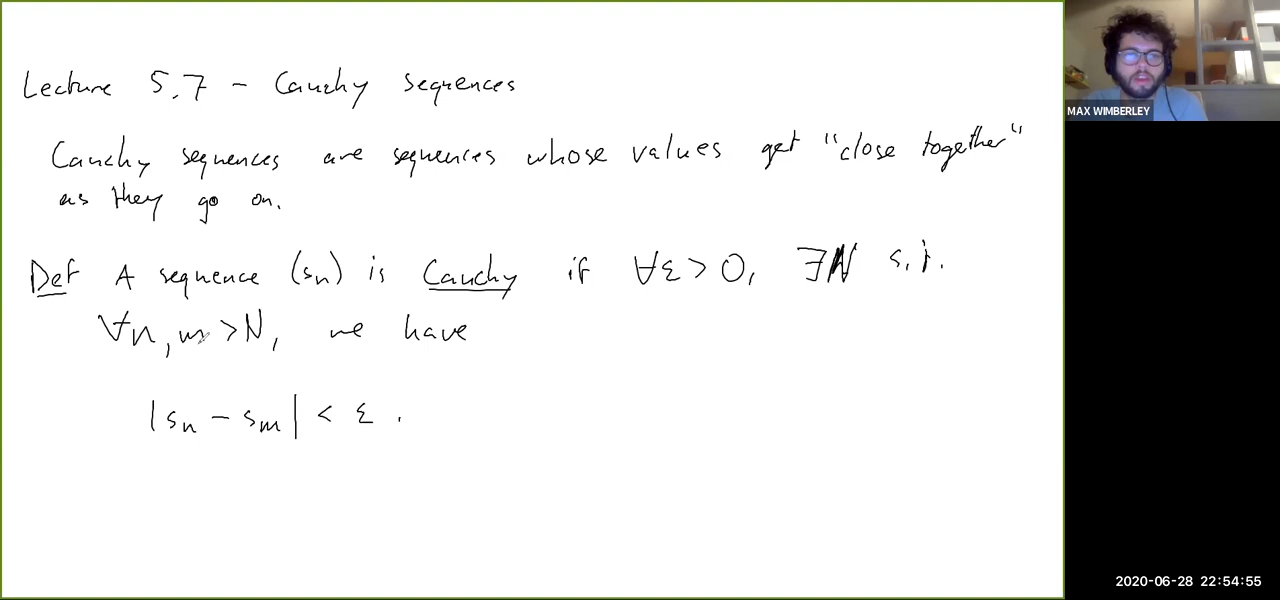 Lecture 5.7 - Cauchy sequences
Cauchy sequences are sequences whose values get "close together"
as they go on.
Def A sequence (sn) is Cauchy if ∀ε > 0, ∃N s.t.
∀n, m > N, we have
|sn - sm| < ε .
MAX WIMBERLEY
2020-06-28 22:54:55